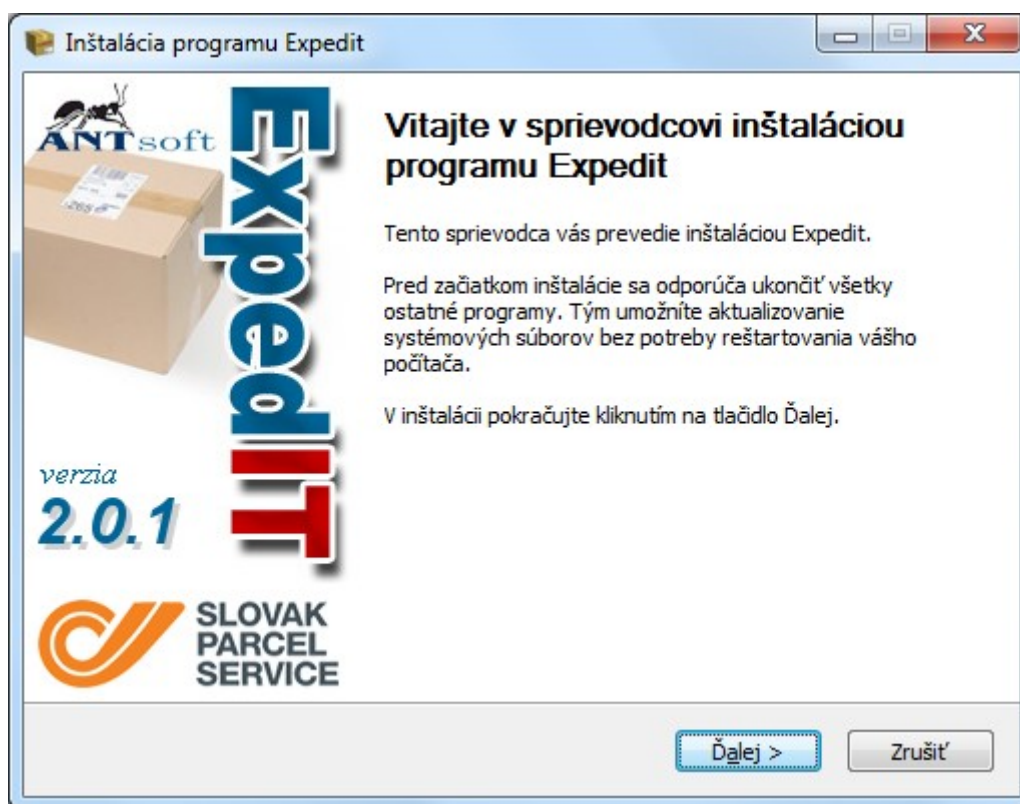 Inštalácia programu Expedit
ANTsoft
ExpedIT
verzia
2.0.1
SLOVAK
PARCEL
SERVICE
Vitajte v sprievodcovi inštaláciou
programu Expedit
Tento sprievodca vás prevedie inštaláciou Expedit.
Pred začiatkom inštalácie sa odporúča ukončiť všetky
ostatné programy. Tým umožníte aktualizovanie
systémových súborov bez potreby reštartovania vášho
počítača.
V inštalácii pokračujte kliknutím na tlačidlo Ďalej.
Ďalej >
Zrušiť